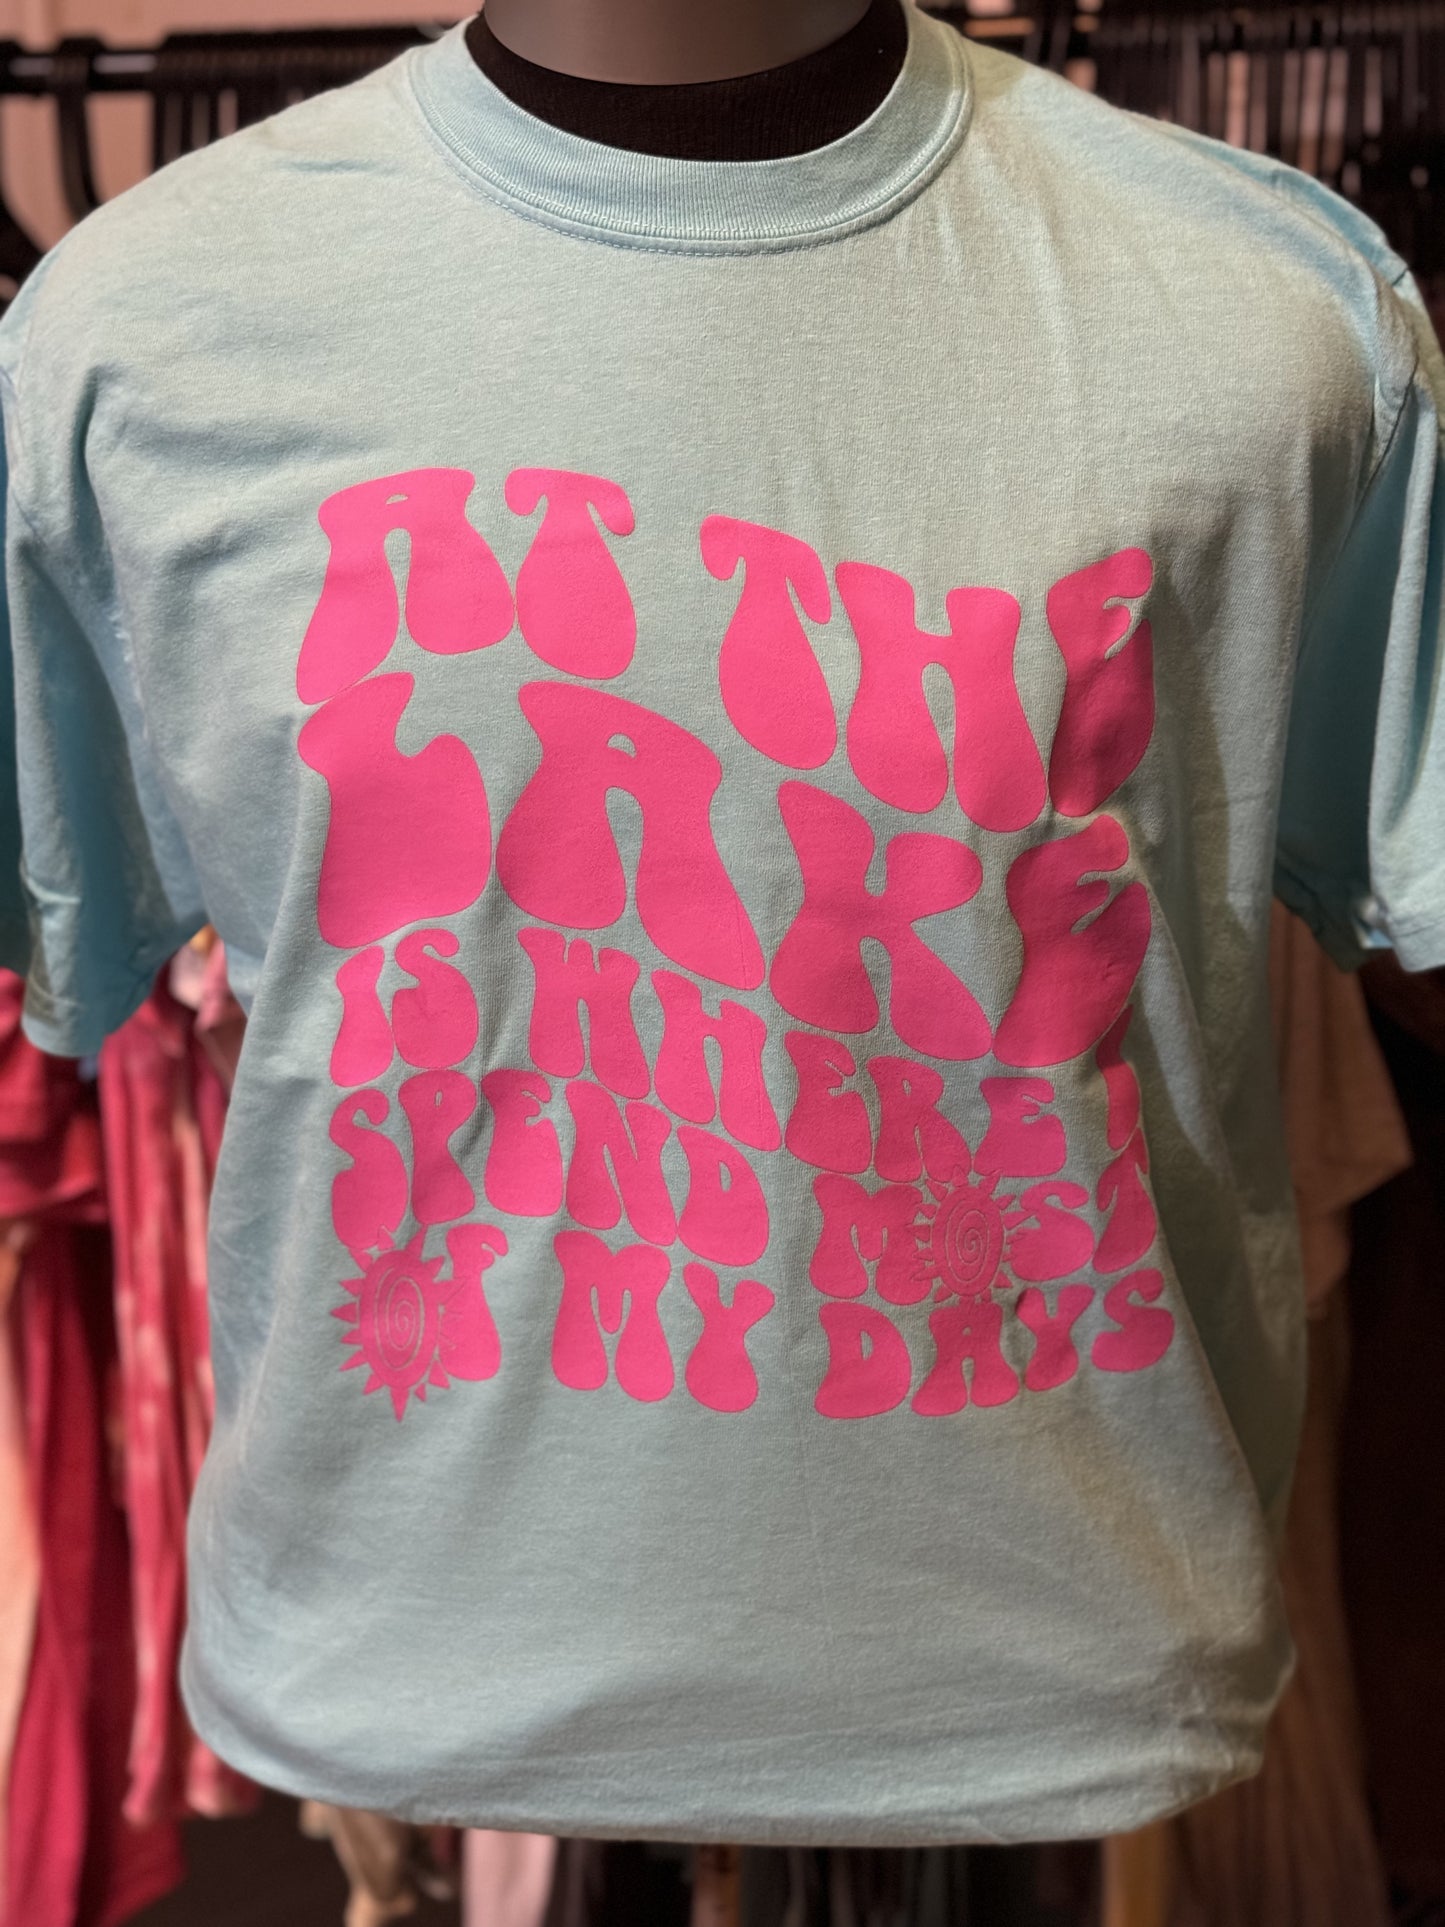 AT THE
LAKE
IS WHERE I
SPEND MOST
OF MY DAYS